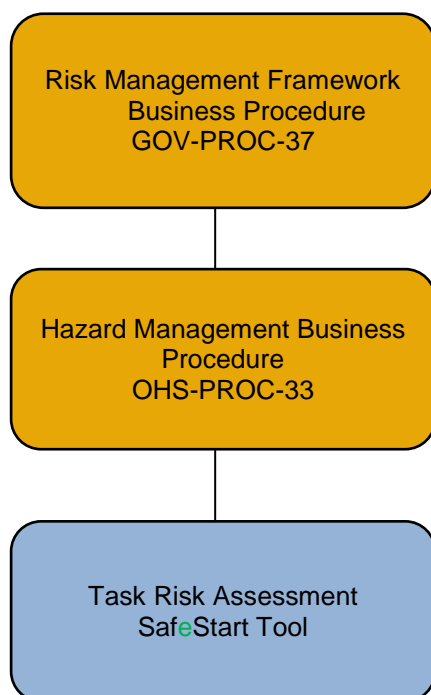 Risk Management Framework
Business Procedure
GOV-PROC-37
Hazard Management Business
Procedure
OHS-PROC-33
Task Risk Assessment
SafeStart Tool